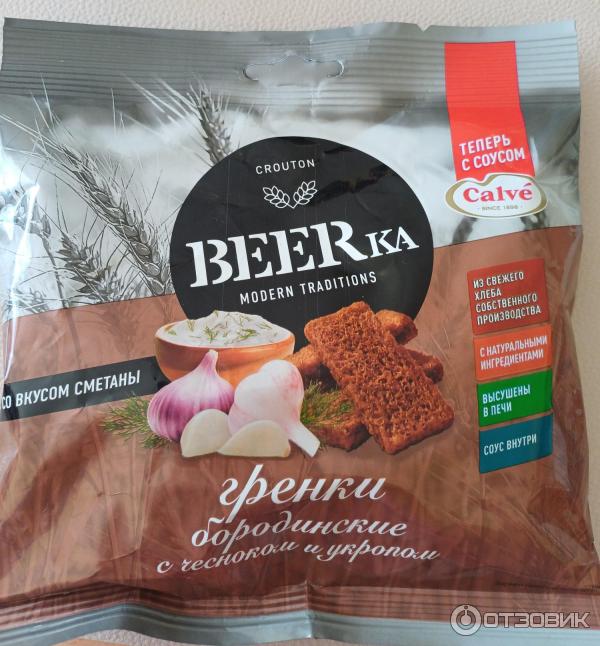 ТЕПЕРЬ
С СОУСОМ
Calvé
SINCE 1896
CROUTON
BEERKA
MODERN TRADITIONS
ИЗ СВЕЖЕГО
ХЛЕБА
СОБСТВЕННОГО
ПРОИЗВОДСТВА
С НАТУРАЛЬНЫМИ
ИНГРЕДИЕНТАМИ
ВЫСУШЕНЫ
В ПЕЧИ
СОУС ВНУТРИ
СО ВКУСОМ СМЕТАНЫ
гренки
бородинские
с чесноком и укропом
ОТЗОВИК